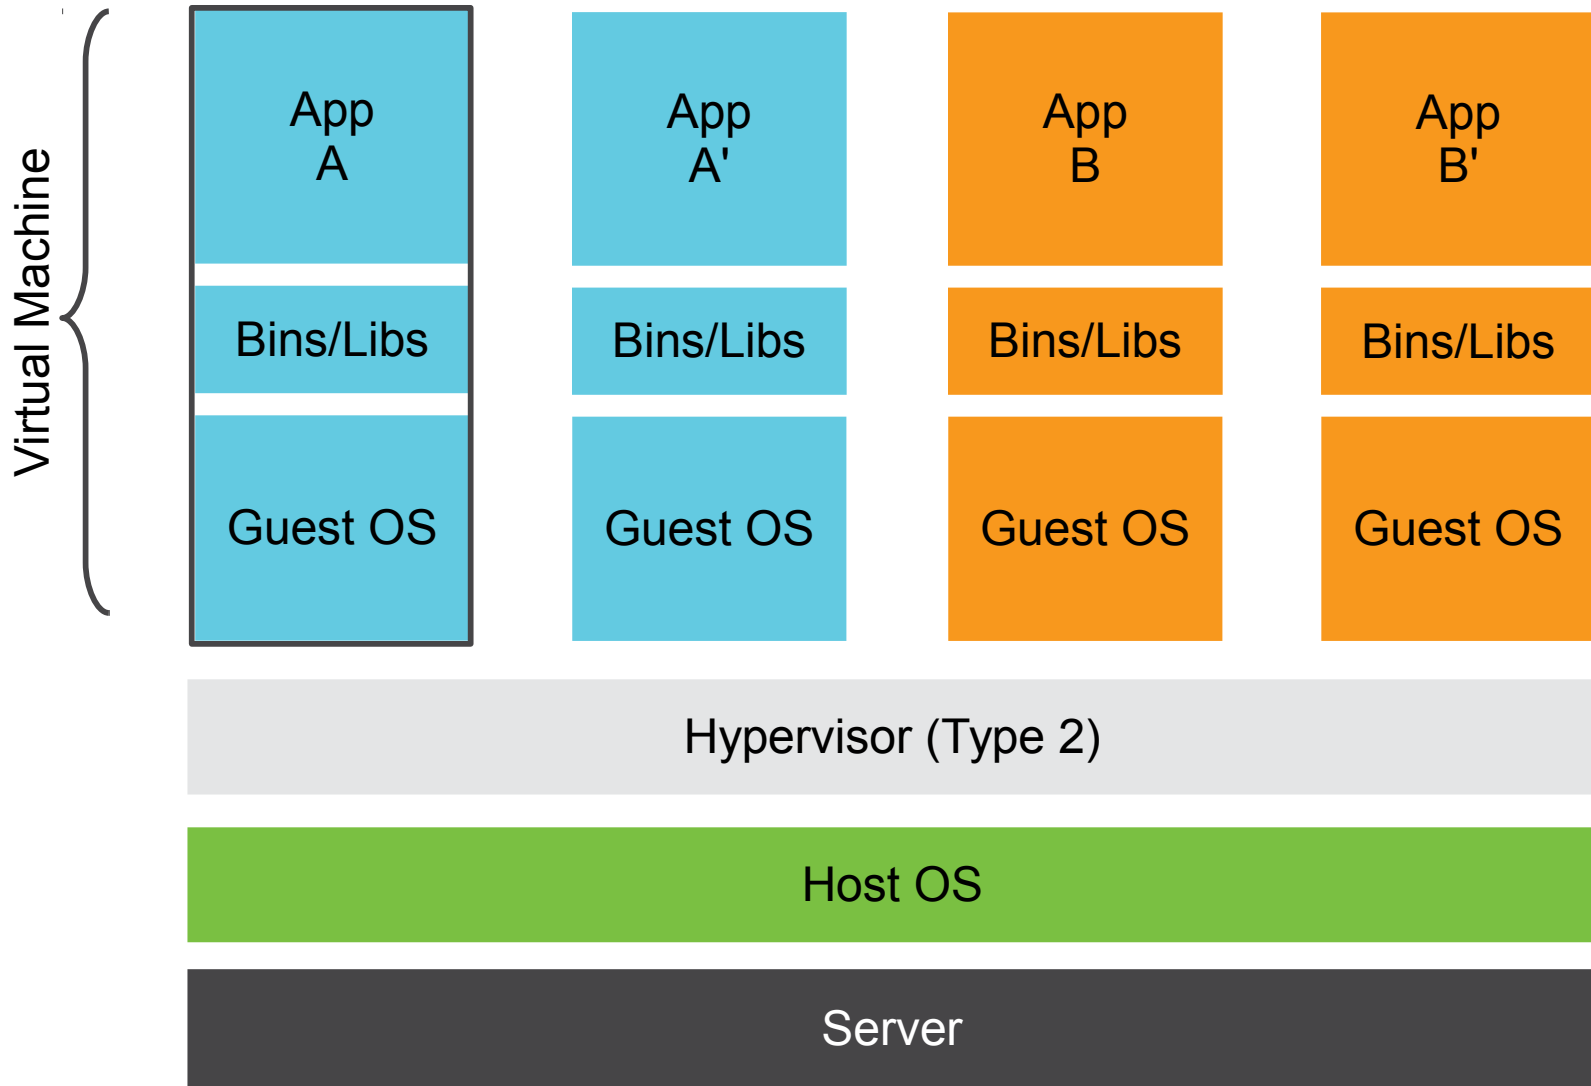 Virtual Machine
App
A
App
A'
App
B
App
B'
Bins/Libs
Bins/Libs
Bins/Libs
Bins/Libs
Guest OS
Guest OS
Guest OS
Guest OS
Hypervisor (Type 2)
Host OS
Server